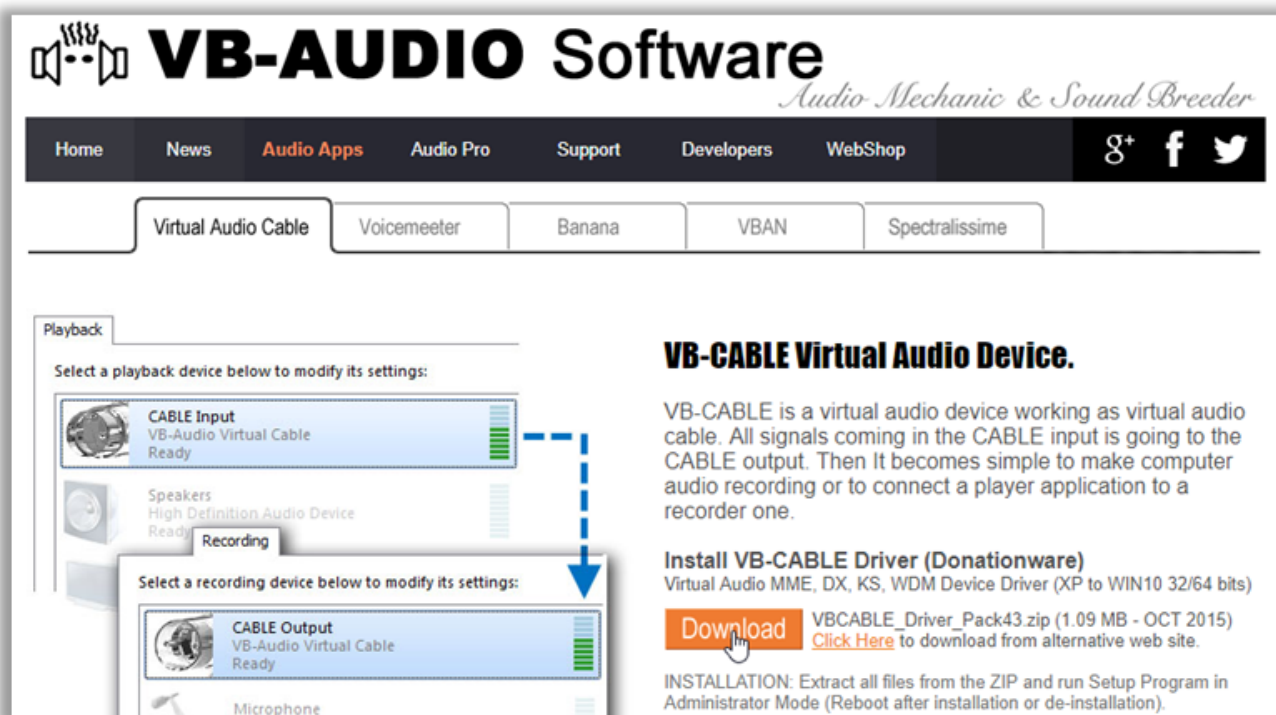 VB-AUDIO Software
Audio Mechanic & Sound Breeder
Home News Audio Apps Audio Pro Support Developers WebShop g+ f
Virtual Audio Cable Voicemeeter Banana VBAN Spectralissime
Playback
Select a playback device below to modify its settings:
CABLE Input
VB-Audio Virtual Cable
Ready
Speakers
High Definition Audio Device
Ready
Recording
Select a recording device below to modify its settings:
CABLE Output
VB-Audio Virtual Cable
Ready
Microphone
VB-CABLE Virtual Audio Device.
VB-CABLE is a virtual audio device working as virtual audio
cable. All signals coming in the CABLE input is going to the
CABLE output. Then It becomes simple to make computer
audio recording or to connect a player application to a
recorder one.
Install VB-CABLE Driver (Donationware)
Virtual Audio MME, DX, KS, WDM Device Driver (XP to WIN10 32/64 bits)
Download
VBCABLE_Driver_Pack43.zip (1.09 MB - OCT 2015)
Click Here to download from alternative web site.
INSTALLATION: Extract all files from the ZIP and run Setup Program in
Administrator Mode (Reboot after installation or de-installation).